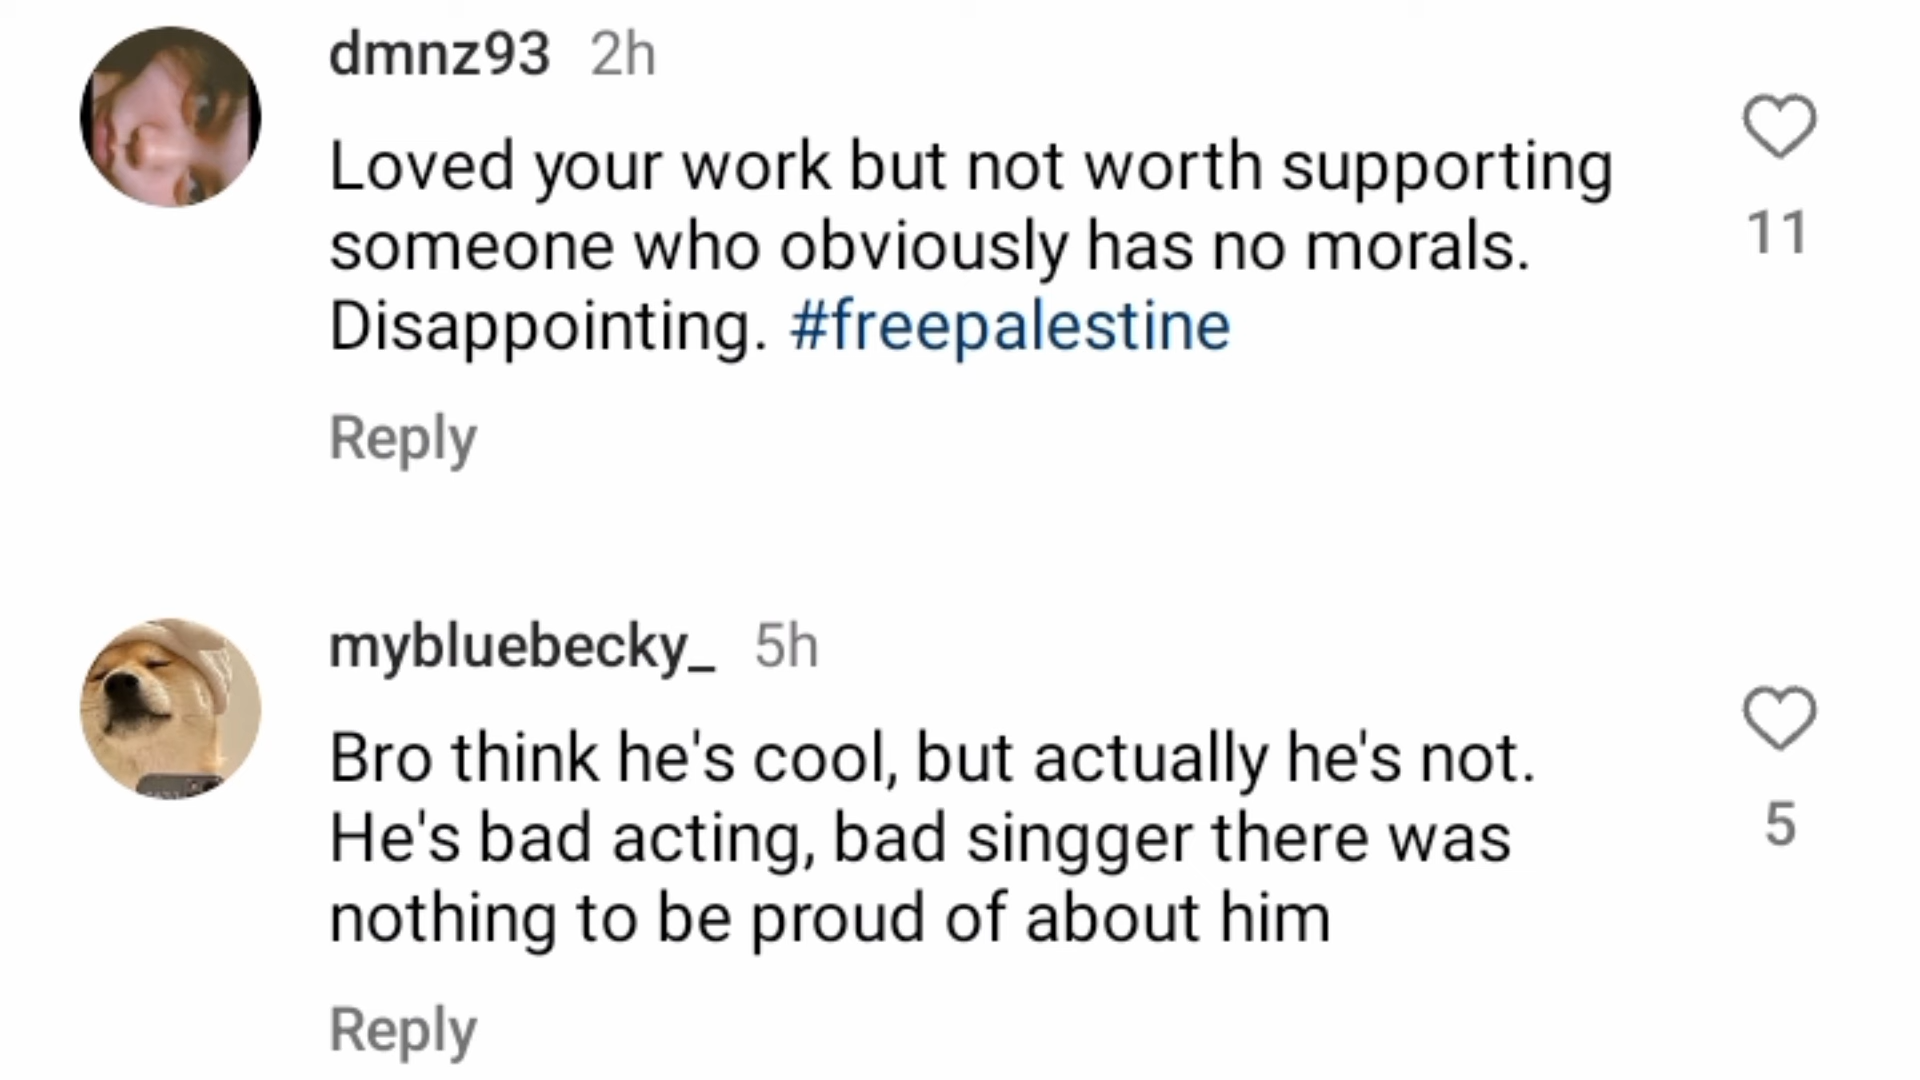 dmnz93 2h
Loved your work but not worth supporting
someone who obviously has no morals.
Disappointing. #freepalestine
11
Reply
mybluebecky_ 5h
Bro think he's cool, but actually he's not.
He's bad acting, bad singger there was
nothing to be proud of about him
5
Reply